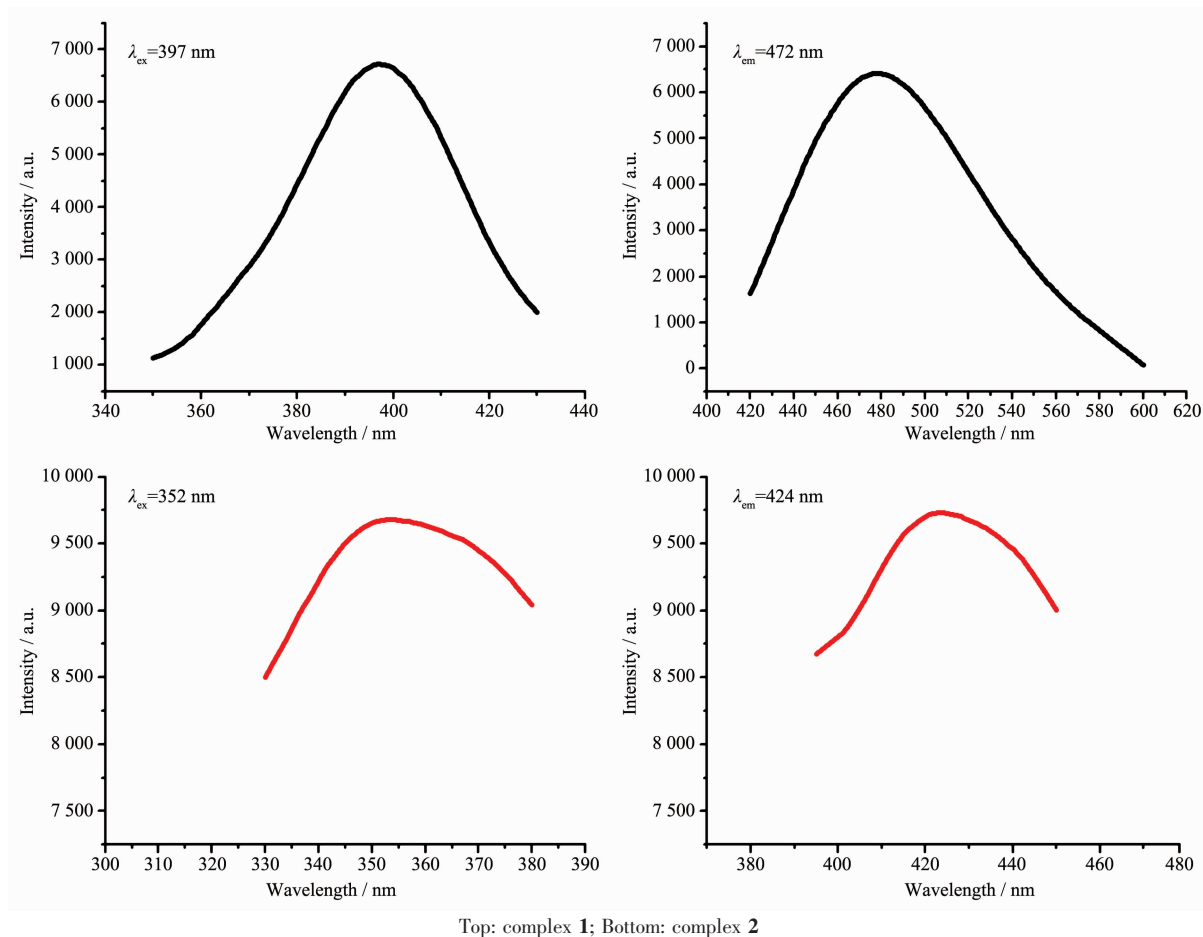 λex=397 nm
7 000
6 000
5 000
4 000
3 000
2 000
1 000
Intensity / a.u.
340 360 380 400 420 440
Wavelength / nm
λem=472 nm
7 000
6 000
5 000
4 000
3 000
2 000
1 000
0
Intensity / a.u.
400 420 440 460 480 500 520 540 560 580 600 620
Wavelength / nm
λex=352 nm
10 000
9 500
9 000
8 500
8 000
7 500
Intensity / a.u.
300 310 320 330 340 350 360 370 380 390
Wavelength / nm
λem=424 nm
10 000
9 500
9 000
8 500
8 000
7 500
Intensity / a.u.
380 400 420 440 460 480
Wavelength / nm
Top: complex 1; Bottom: complex 2